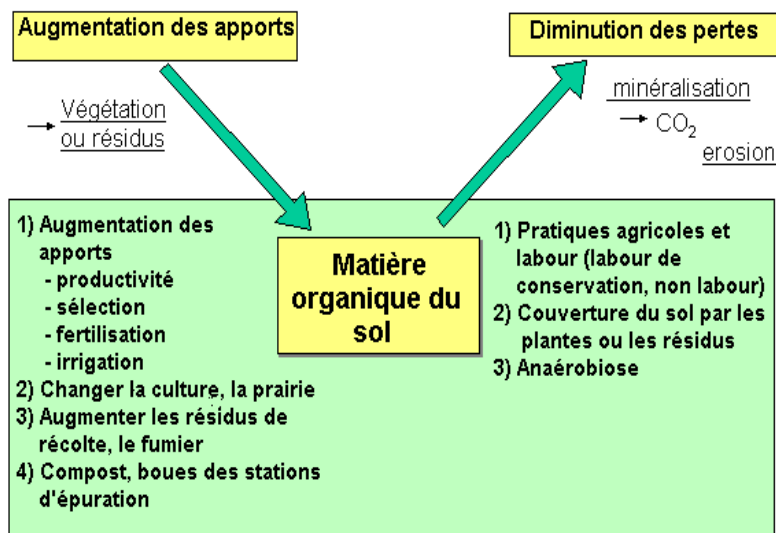 Augmentation des apports
Diminution des pertes
→ Végétation
ou résidus
minéralisation
→ CO₂
erosion
1) Augmentation des
apports
- productivité
- sélection
- fertilisation
- irrigation
2) Changer la culture, la prairie
3) Augmenter les résidus de
récolte, le fumier
4) Compost, boues des stations
d'épuration
Matière
organique du
sol
1) Pratiques agricoles et
labour (labour de
conservation, non labour)
2) Couverture du sol par les
plantes ou les résidus
3) Anaérobiose